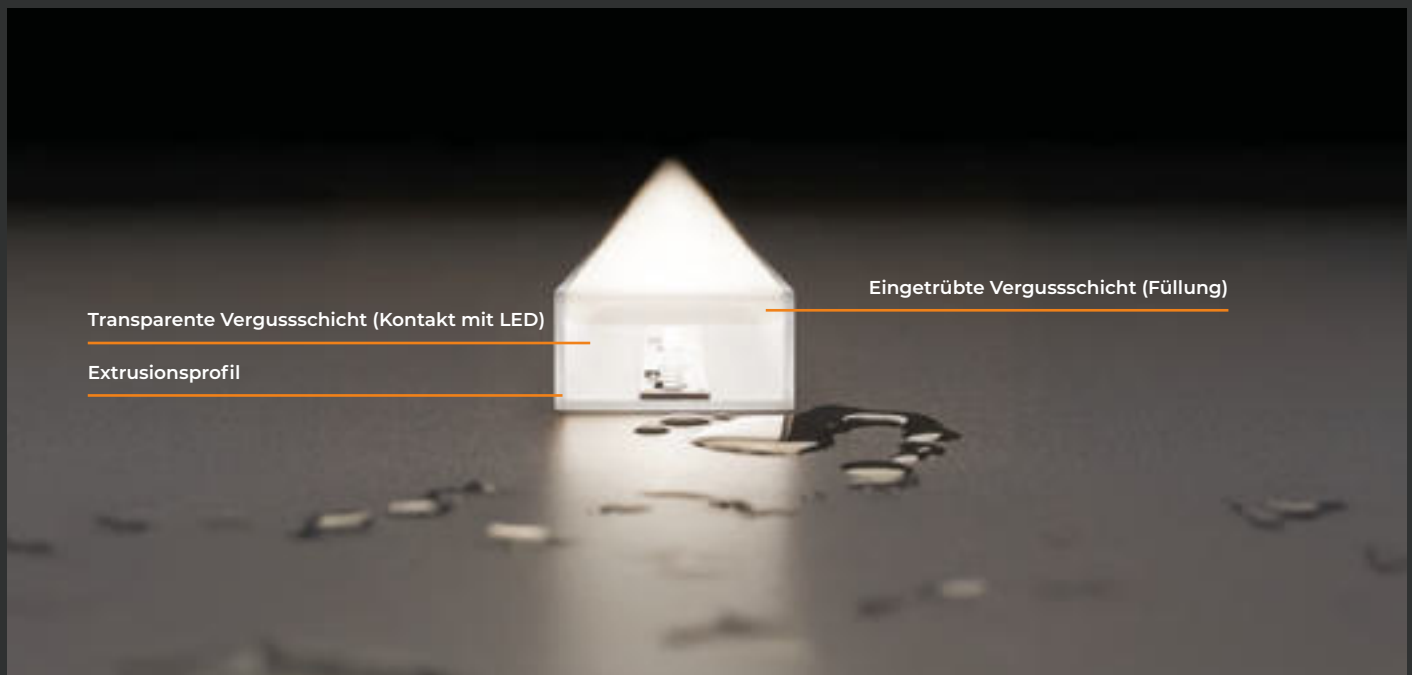 Eingetrübte Vergussschicht (Füllung)
Transparente Vergussschicht (Kontakt mit LED)
Extrusionsprofil